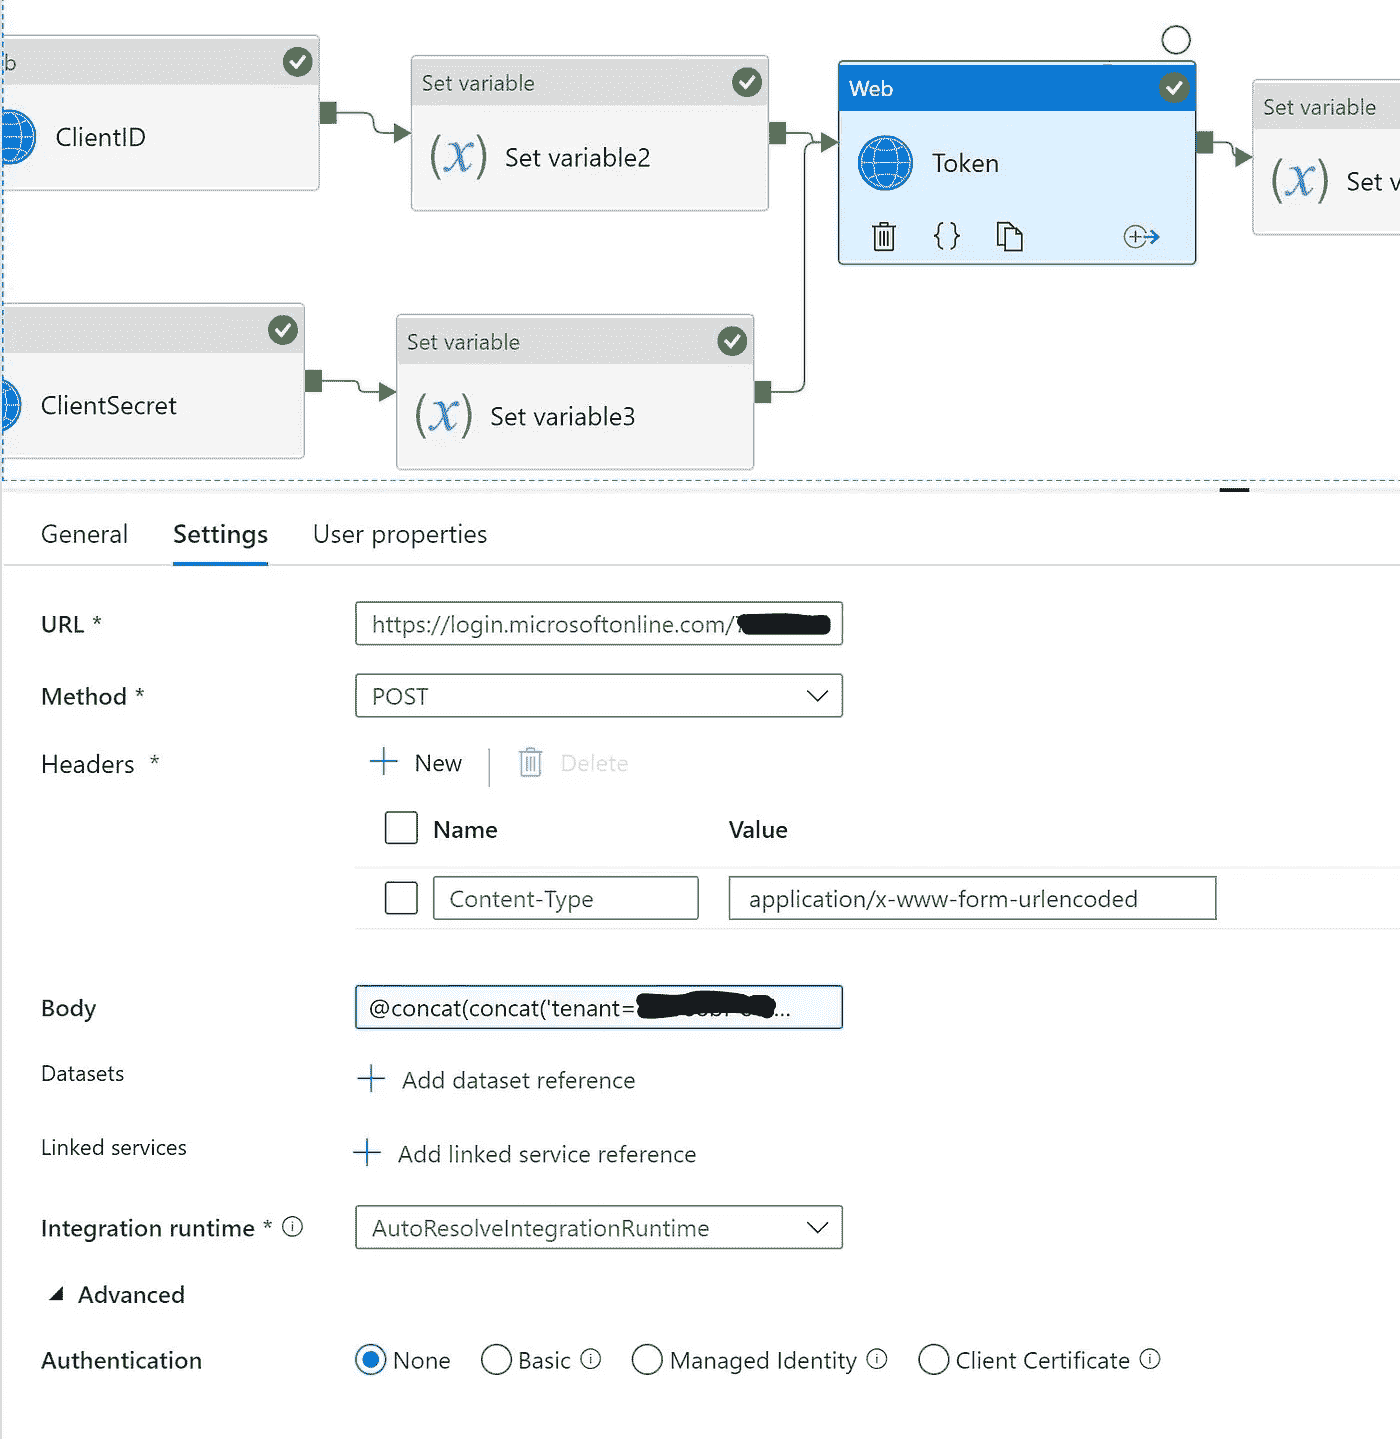 b
ClientID
Set variable
(x) Set variable2
Web
Token
{}
Set variable
(x) Set v
ClientSecret
Set variable
(x) Set variable3
General Settings User properties
URL *
https://login.microsoftonline.com/
Method *
POST
Headers *
New
Delete
Name Value
Content-Type application/x-www-form-urlencoded
Body
@concat(concat('tenant= ...
Datasets
Add dataset reference
Linked services
Add linked service reference
Integration runtime *
AutoResolveIntegrationRuntime
Advanced
Authentication
None Basic Managed Identity Client Certificate